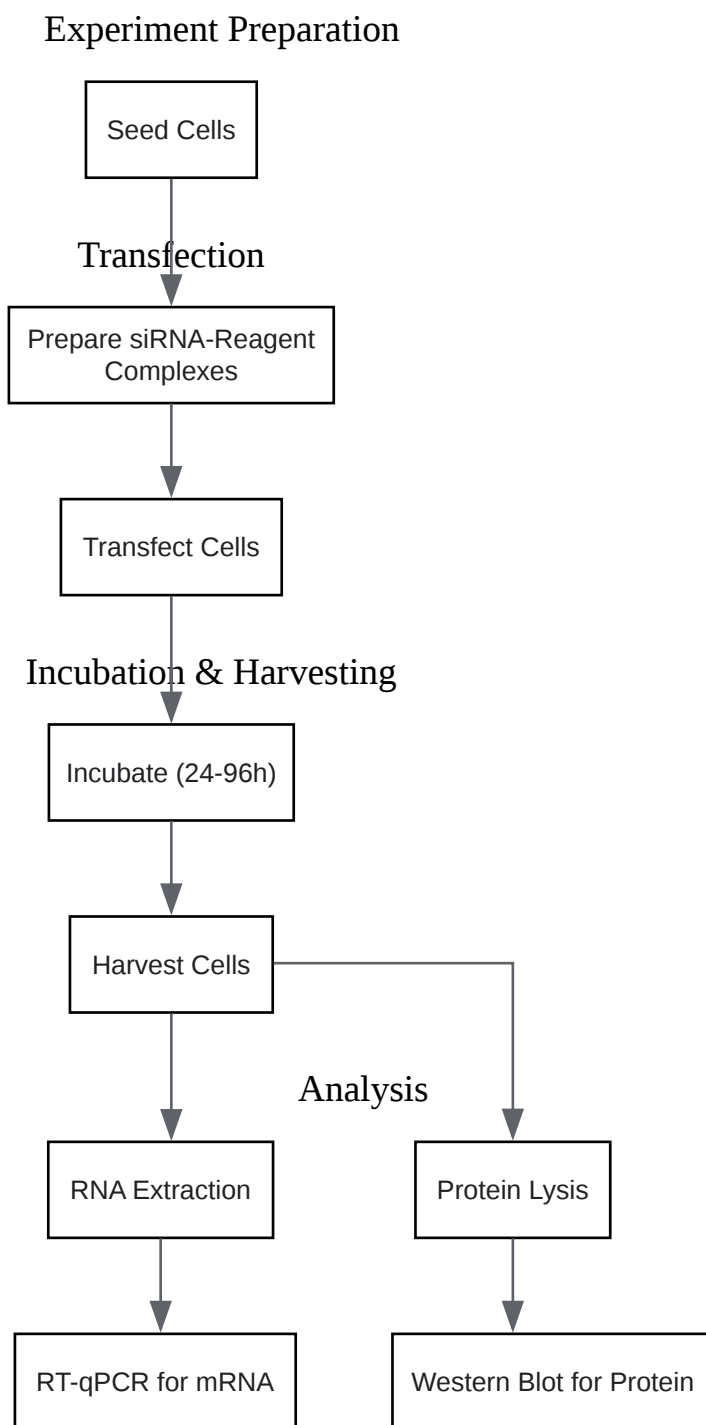 Experiment Preparation
Seed Cells
Transfection
Prepare siRNA-Reagent
Complexes
Transfect Cells
Incubation & Harvesting
Incubate (24-96h)
Harvest Cells
Analysis
RNA Extraction
Protein Lysis
RT-qPCR for mRNA
Western Blot for Protein